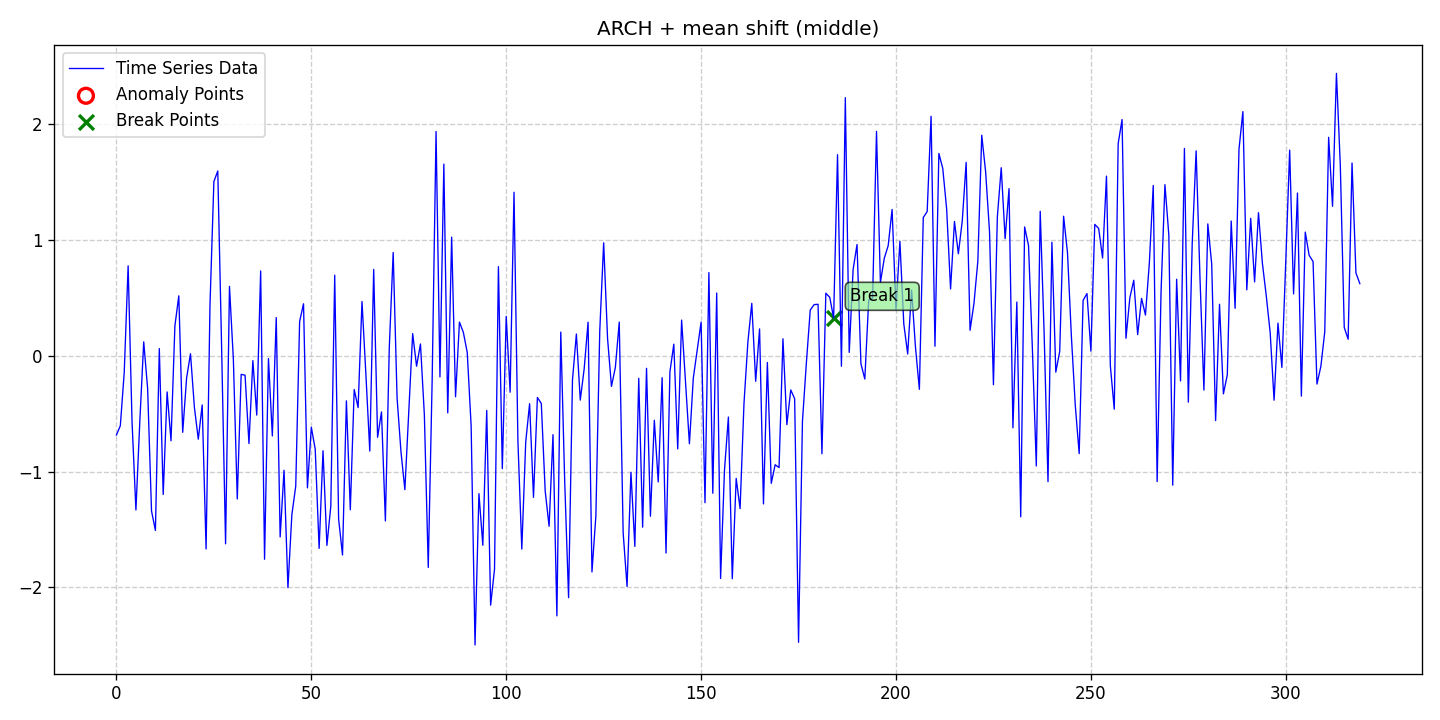 ARCH + mean shift (middle)
Time Series Data
Anomaly Points
Break Points
Break 1
2
1
0
−1
−2
0
50
100
150
200
250
300